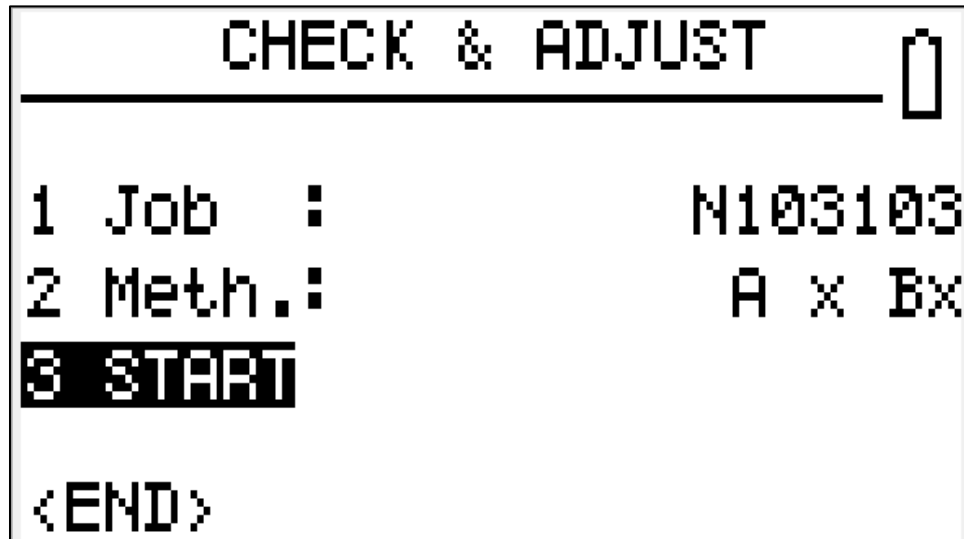 CHECK & ADJUST
1 Job : N103103
2 Meth.: A x Bx
3 START
<END>